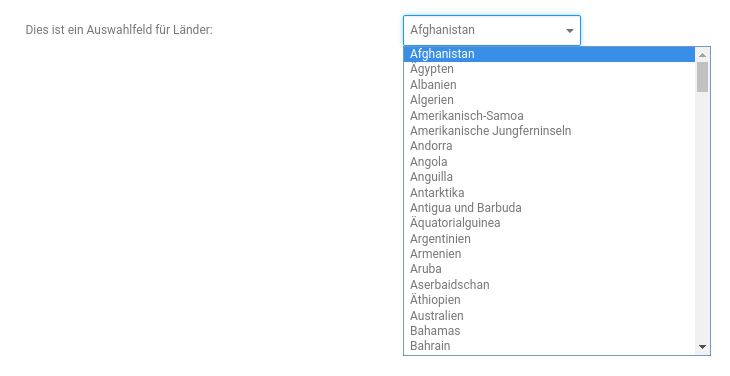 Dies ist ein Auswahlfeld für Länder:
Afghanistan
Afghanistan
Ägypten
Albanien
Algerien
Amerikanisch-Samoa
Amerikanische Jungferninseln
Andorra
Angola
Anguilla
Antarktika
Antigua und Barbuda
Äquatorialguinea
Argentinien
Armenien
Aruba
Aserbaidschan
Äthiopien
Australien
Bahamas
Bahrain